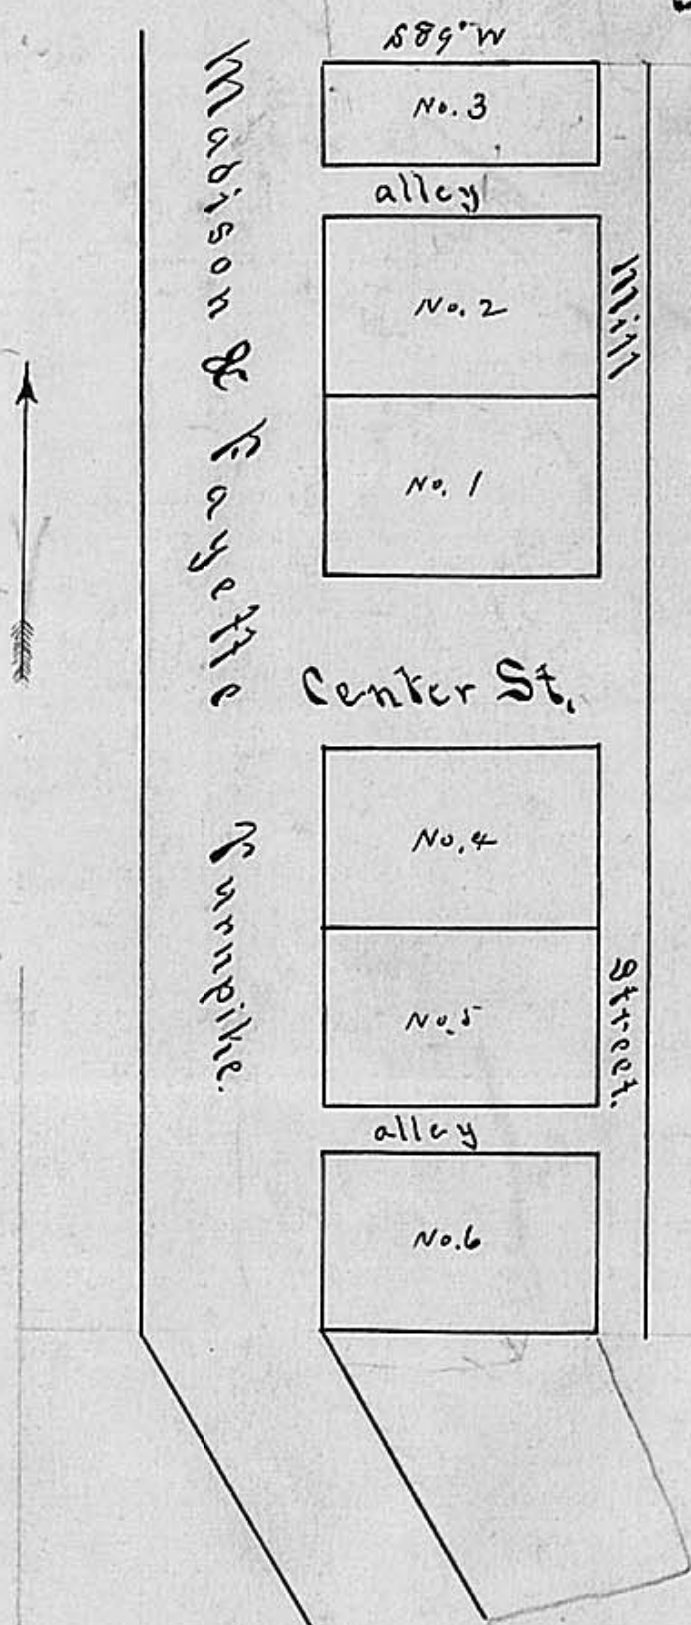 S 89° W
No. 3
alley
No. 2
Mill
No. 1
Madison & Fayette Turnpike.
Center St.
No. 4
No. 5
Street.
alley
No. 6